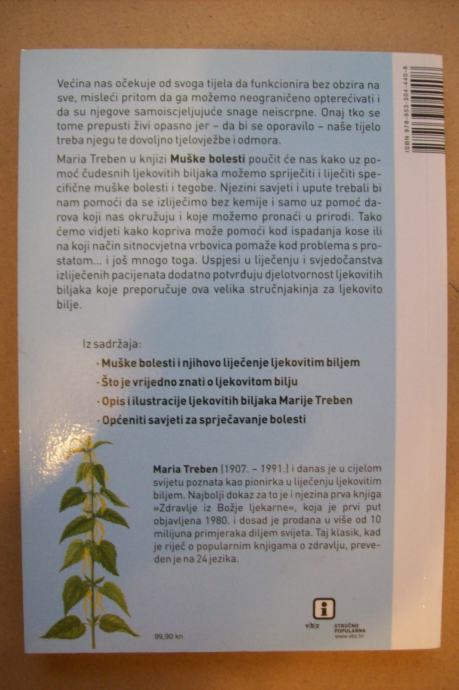 Većina nas očekuje od svoga tijela da funkcionira bez obzira na
sve, misleći pritom da ga možemo neograničeno opterećivati i
da su njegove samoiscjeljujuće snage neiscrpne. Onaj tko se
tome prepusti živi opasno jer – da bi se oporavilo – naše tijelo
treba njegu te dovoljno tjelovježbe i odmora.
Maria Treben u knjizi Muške bolesti poučit će nas kako uz po-
moć čudesnih ljekovitih biljaka možemo spriječiti i liječiti spe-
cifične muške bolesti i tegobe. Njezini savjeti i upute trebali bi
nam pomoći da se izliječimo bez kemije i samo uz pomoć da-
rova koji nas okružuju i koje možemo pronaći u prirodi. Tako
ćemo vidjeti kako kopriva može pomoći kod ispadanja kose ili
na koji način sitnocvjetna vrbovica pomaže kod problema s pro-
statom... i još mnogo toga. Uspjesi u liječenju i svjedočanstva
izliječenih pacijenata dodatno potvrđuju djelotvornost ljekovitih
biljaka koje preporučuje ova velika stručnjakinja za ljekovito
bilje.
Iz sadržaja:
· Muške bolesti i njihovo liječenje ljekovitim biljem
· Što je vrijedno znati o ljekovitom bilju
· Opis i ilustracije ljekovitih biljaka Marije Treben
· Općeniti savjeti za sprječavanje bolesti
Maria Treben (1907. – 1991.) i danas je u cijelom
svijetu poznata kao pionirka u liječenju ljekovitim
biljem. Najbolji dokaz za to je i njezina prva knjiga
»Zdravlje iz Božje ljekarne«, koja je prvi put
objavljena 1980. i dosad je prodana u više od 10
milijuna primjeraka diljem svijeta. Taj klasik, kad
je riječ o popularnim knjigama o zdravlju, preve-
den je na 24 jezika.
99,90 kn
v|b|z
STRUČNO
POPULARNA
www.vbz.hr
ISBN 978-953-304-440-8